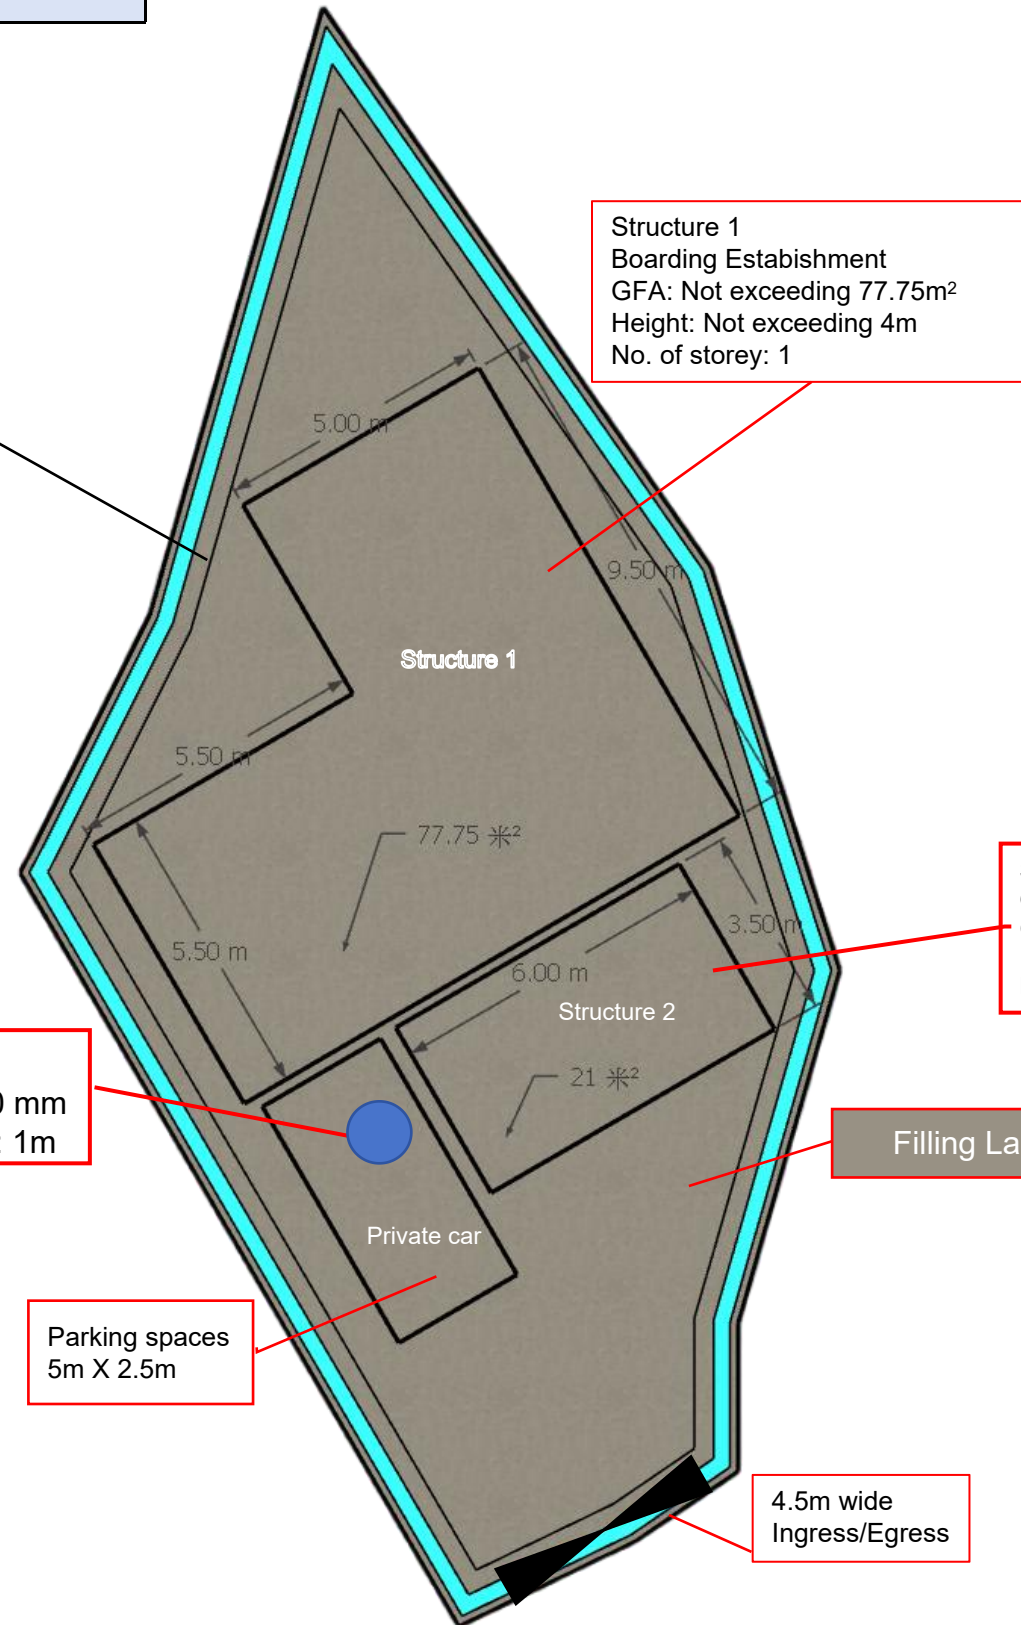 Structure 1
Boarding Estabishment
GFA: Not exceeding 77.75m²
Height: Not exceeding 4m
No. of storey: 1
5.00 m
9.50 m
Structure 1
5.50 m
77.75 米²
3.50 m
5.50 m
6.00 m
Structure 2
21 米²
mm
1m
Filling
Private car
Parking spaces
5m X 2.5m
4.5m wide
Ingress/Egress